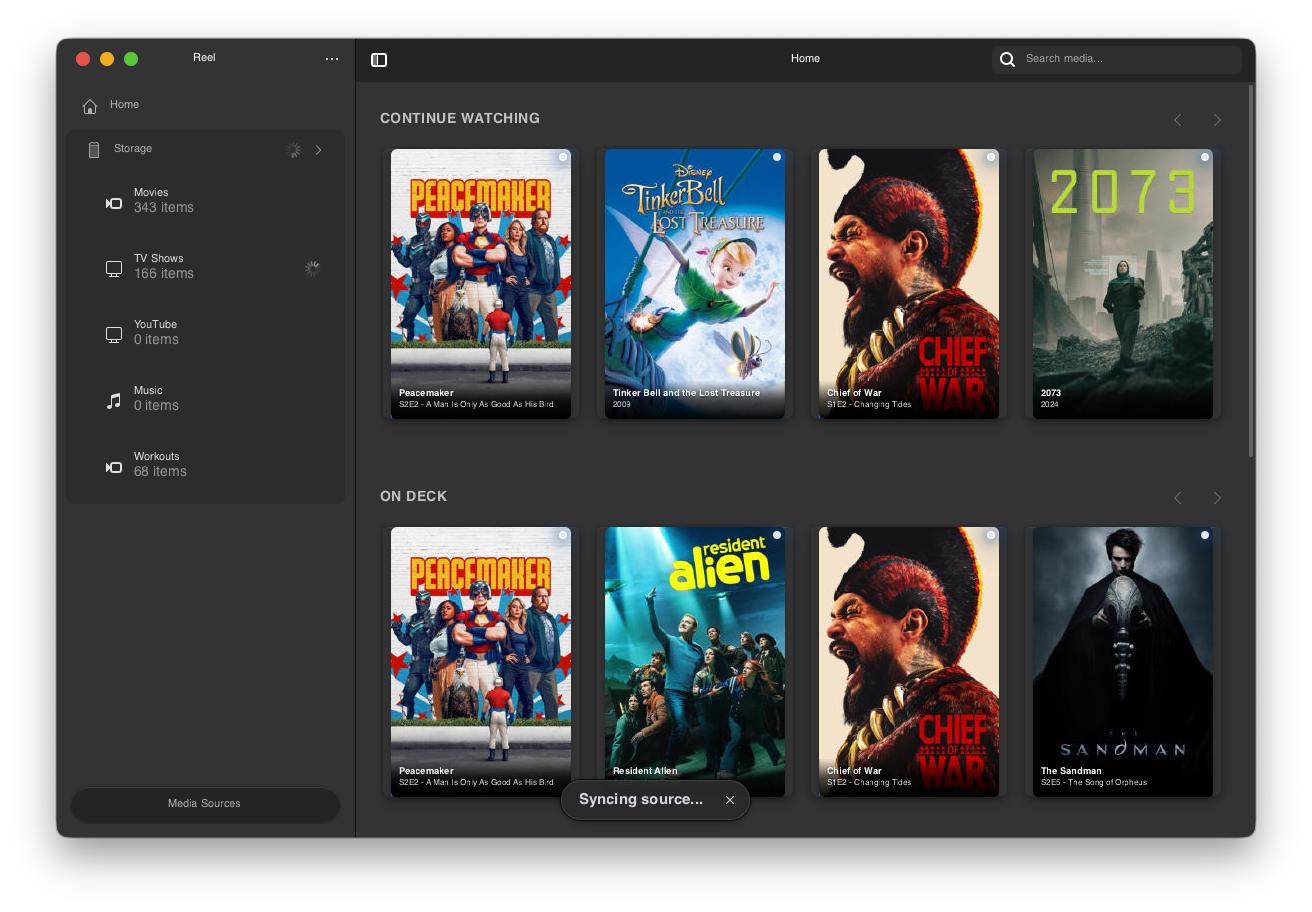 Reel
Home
Storage
Movies
343 items
TV Shows
166 items
YouTube
0 items
Music
0 items
Workouts
68 items
Media Sources
Home
Search media...
CONTINUE WATCHING
PEACEMAKER
Peacemaker
S2E2 - A Man Is Only As Good As His Bird
Disney
TinkerBell
AND THE
LOST TREASURE
Tinker Bell and the Lost Treasure
2009
CHIEF
OF
WAR
Chief of War
S1E2 - Changing Tides
2073
2073
2024
ON DECK
PEACEMAKER
Peacemaker
S2E2 - A Man Is Only As Good As His Bird
resident
alien
Resident Alien
CHIEF
OF
WAR
Chief of War
S1E2 - Changing Tides
THE
SANDMAN
The Sandman
S2E5 - The Song of Orpheus
Syncing source...